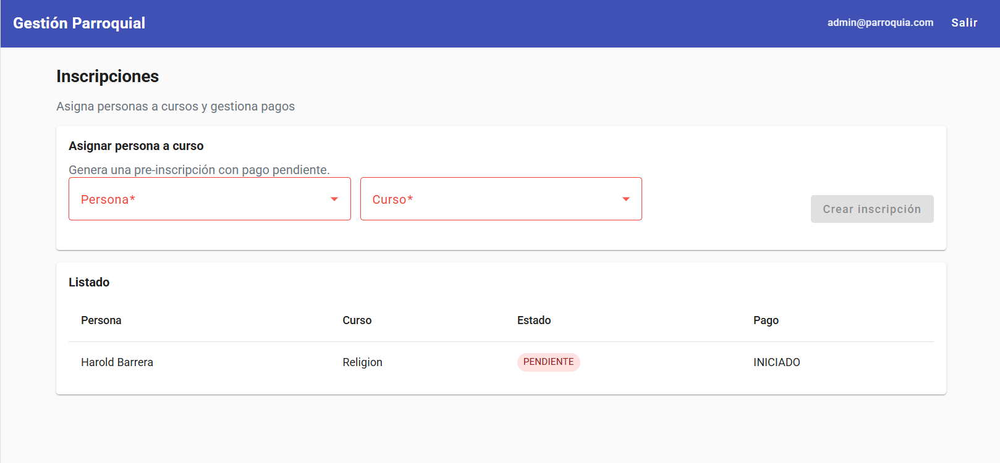 Gestión Parroquial
admin@parroquia.com Salir
Inscripciones
Asigna personas a cursos y gestiona pagos
Asignar persona a curso
Genera una pre-inscripción con pago pendiente.
Persona* Curso* Crear inscripción
Listado
Persona Curso Estado Pago
Harold Barrera Religion PENDIENTE INICIADO